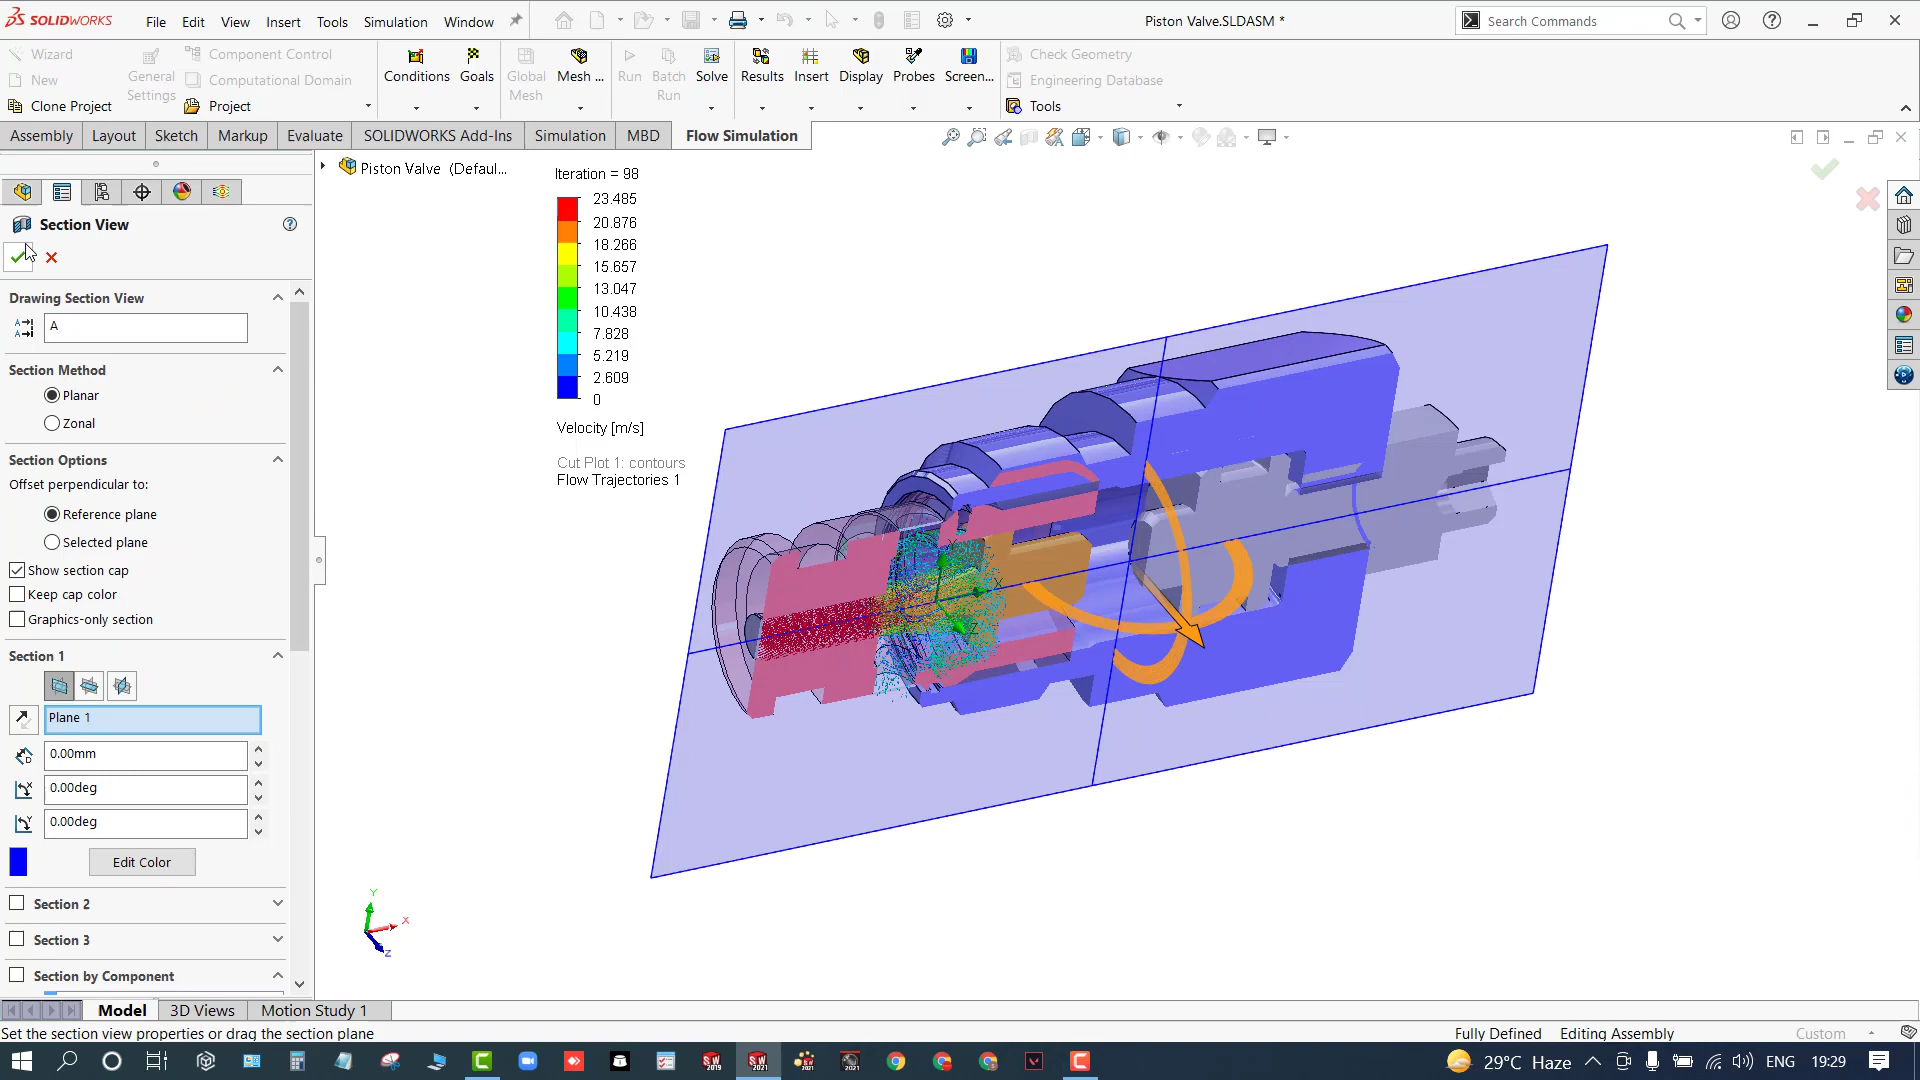 SOLIDWORKS
File Edit View Insert Tools Simulation Window
Piston Valve.SLDASM *
Search Commands
Wizard
New
Clone Project
General Settings
Component Control
Computational Domain
Project
Conditions
Goals
Global Mesh
Mesh ...
Run
Batch Run
Solve
Results
Insert
Display
Probes
Screen...
Check Geometry
Engineering Database
Tools
Assembly Layout Sketch Markup Evaluate SOLIDWORKS Add-Ins Simulation MBD Flow Simulation
Piston Valve (Defaul...
Section View
Drawing Section View
A
Section Method
Planar
Zonal
Section Options
Offset perpendicular to:
Reference plane
Selected plane
Show section cap
Keep cap color
Graphics-only section
Section 1
Plane 1
0.00mm
0.00deg
0.00deg
Edit Color
Section 2
Section 3
Section by Component
Iteration = 98
23.485
20.876
18.266
15.657
13.047
10.438
7.828
5.219
2.609
0
Velocity [m/s]
Cut Plot 1: contours
Flow Trajectories 1
Y
X
Z
Model 3D Views Motion Study 1
Set the section view properties or drag the section plane
Fully Defined Editing Assembly Custom
29°C Haze ENG 19:29